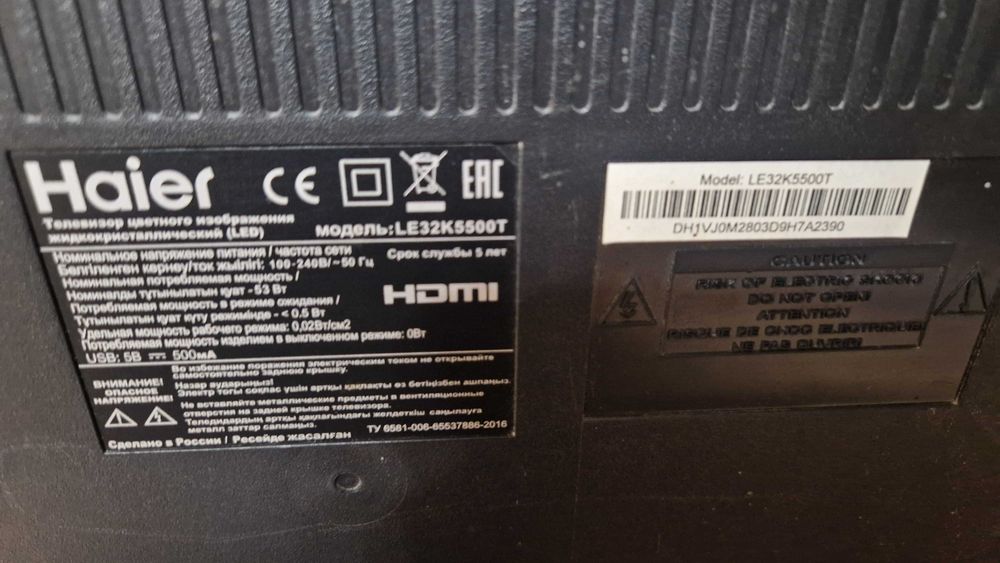 Haier
CE
EAC
Телевизор цветного изображения
жидкокристаллический (LED)
МОДЕЛЬ:LE32K5500T
Номинальное напряжение питания / частота сети
Белгіленген кернеу/ток жыілігі: 100-240В/~50 Гц
Срок службы 5 лет
Номинальная потребляемая мощность /
Номиналды тұтынылатын қуат - 53 Вт
Потребляемая мощность в режиме ожидания /
Тұтынылатын қуат күту режимінде - < 0.5 Вт
Удельная мощность рабочего режима: 0,02Вт/см2
Потребляемая мощность изделием в выключенном режиме: 0Вт
HDMI
USB: 5В 500мА
ВНИМАНИЕ!
ОПАСНОЕ
НАПРЯЖЕНИЕ!
Во избежание поражения электрическим током не открывайте
самостоятельно заднюю крышку.
Назар аударыңыз!
Электр тогы соқпас үшін артқы қақпақты өз бетіңізбен ашпаңыз.
Не вставляйте металлические предметы в вентиляционные
отверстия на задней крышке телевизора.
Теледидардың артқы қақпағындағы желдеткіш саңылауға
металл заттар салмаңыз.
ТУ 6581-006-65537886-2016
Сделано в России / Ресейде жасалған
Model: LE32K5500T
DH1VJ0M2803D9H7A2390
CAUTION
RISK OF ELECTRIC SHOCK
DO NOT OPEN!
ATTENTION
RISQUE DE CHOC ELECTRIQUE
NE PAS OUVRIR!